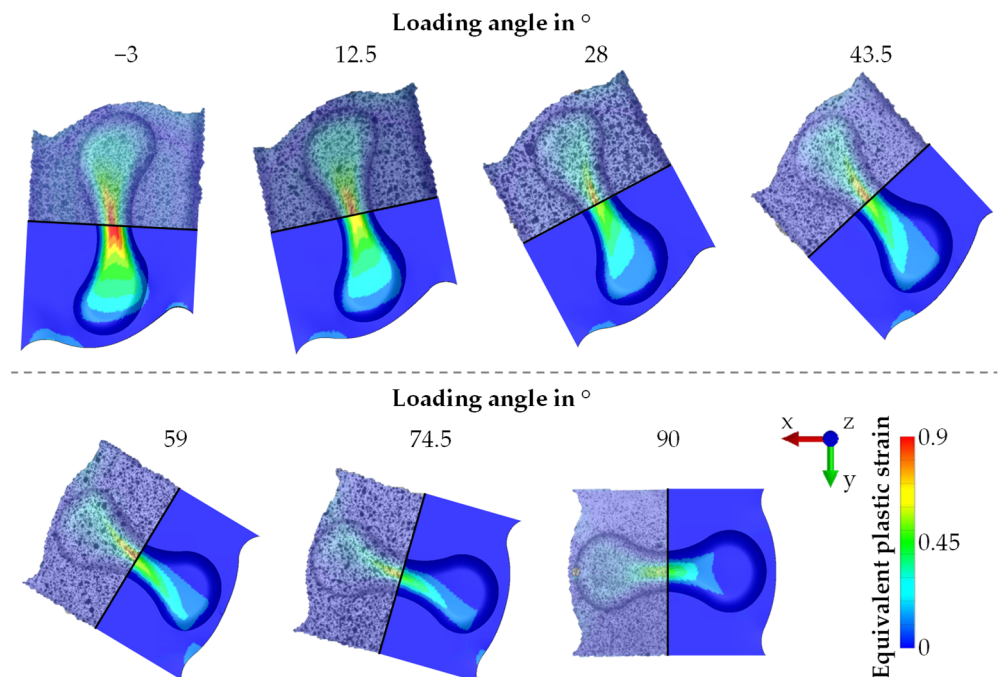 Loading angle in °
−3 12.5 28 43.5
Loading angle in °
59 74.5 90
x z
y
Equivalent plastic strain
0.9
0.45
0